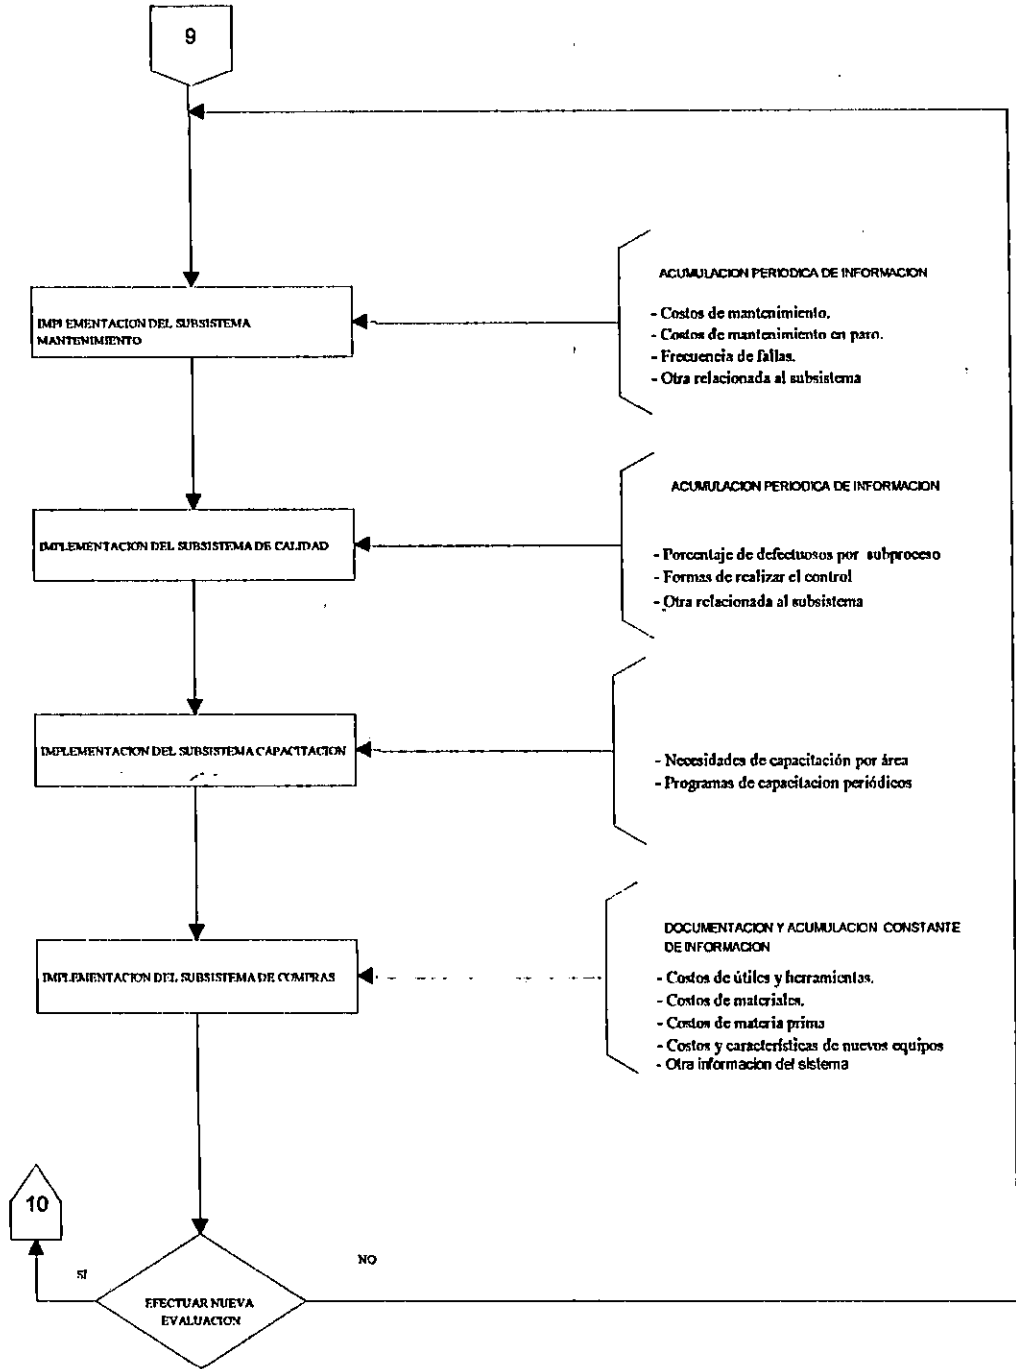 9
ACUMULACION PERIODICA DE INFORMACION
IMPLEMENTACION DEL SUBSISTEMA
MANTENIMIENTO
- Costos de mantenimiento.
- Costos de mantenimiento en paro.
- Frecuencia de fallas.
- Otra relacionada al subsistema
ACUMULACION PERIODICA DE INFORMACION
IMPLEMENTACION DEL SUBSISTEMA DE CALIDAD
- Porcentaje de defectuosos por subproceso
- Formas de realizar el control
- Otra relacionada al subsistema
IMPLEMENTACION DEL SUBSISTEMA CAPACITACION
- Necesidades de capacitación por área
- Programas de capacitacion periódicos
DOCUMENTACION Y ACUMULACION CONSTANTE
DE INFORMACION
IMPLEMENTACION DEL SUBSISTEMA DE COMPRAS
- Costos de útiles y herramientas.
- Costos de materiales.
- Costos de materia prima
- Costos y características de nuevos equipos
- Otra informacion del sistema
10
SI
NO
EFECTUAR NUEVA
EVALUACION